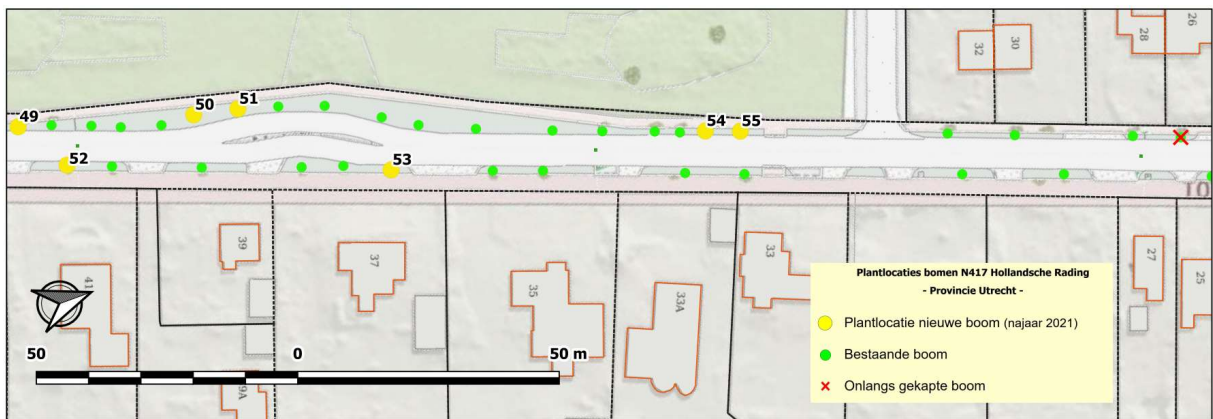 26
28
30
32
50
51
49
54
55
52
53
10
39
41
37
35
33A
33
27
25
9A
50
0
50 m
Plantlocaties bomen N417 Hollandsche Rading
- Provincie Utrecht -
Plantlocatie nieuwe boom (najaar 2021)
Bestaande boom
Onlangs gekapte boom